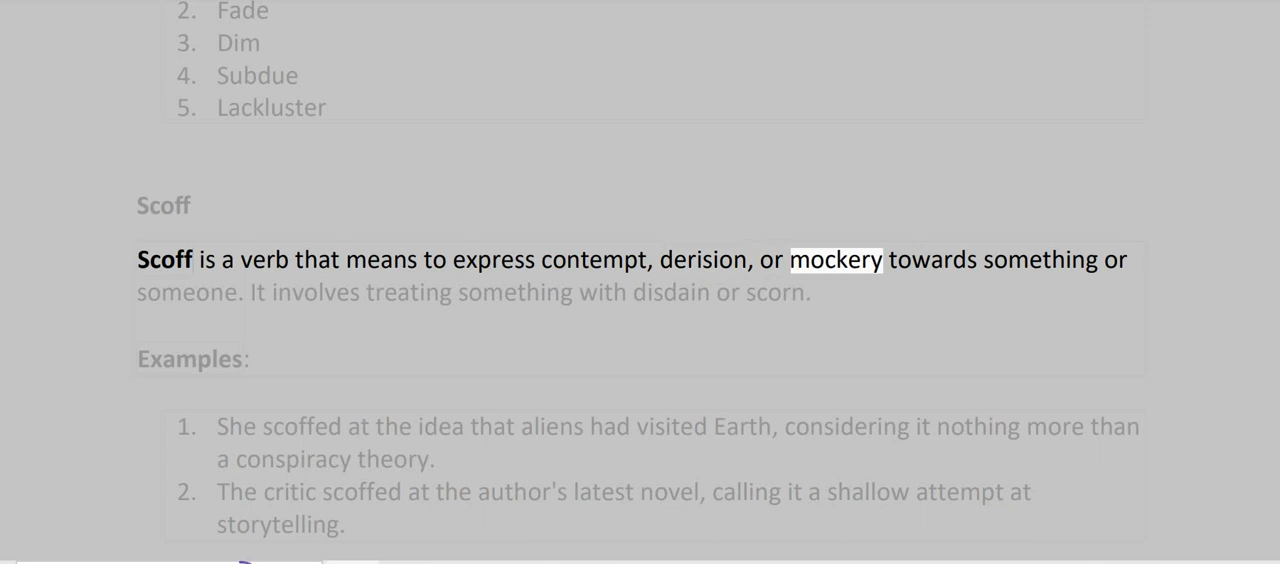 2. Fade
3. Dim
4. Subdue
5. Lackluster
Scoff
Scoff is a verb that means to express contempt, derision, or mockery towards something or
someone. It involves treating something with disdain or scorn.
Examples:
1. She scoffed at the idea that aliens had visited Earth, considering it nothing more than
a conspiracy theory.
2. The critic scoffed at the author's latest novel, calling it a shallow attempt at
storytelling.